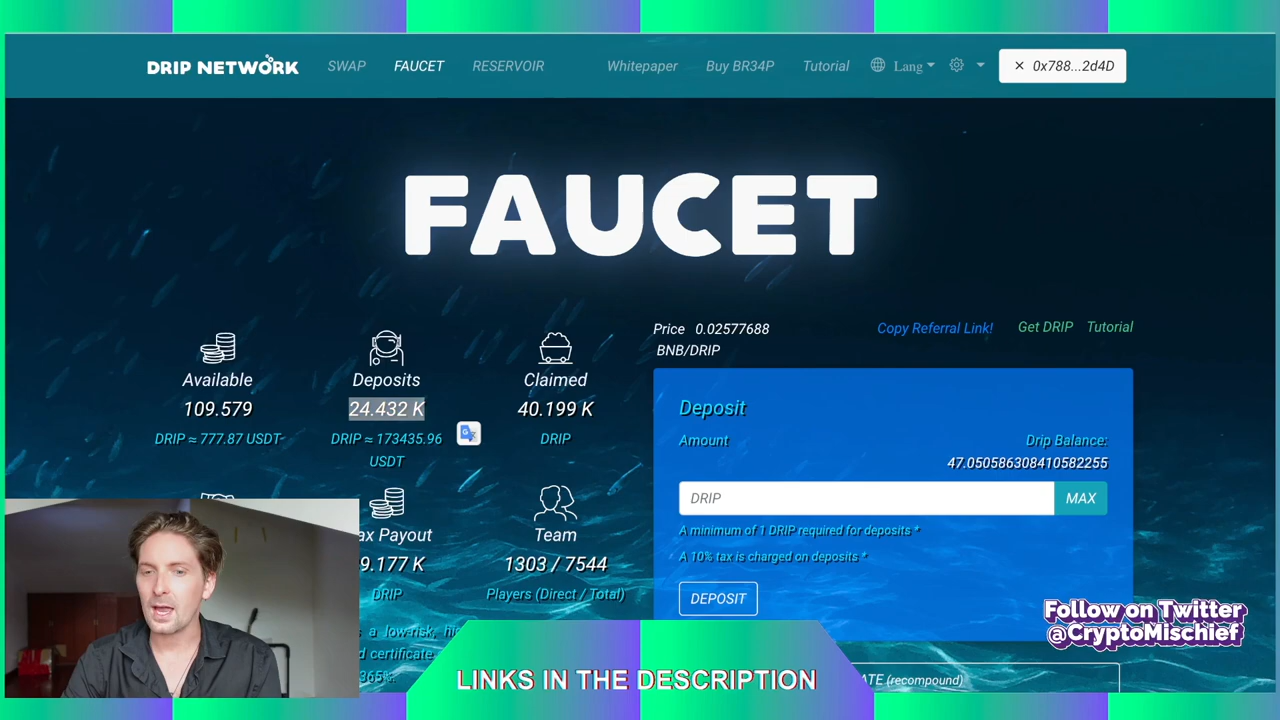 DRIP NETWORK SWAP FAUCET RESERVOIR Whitepaper Buy BR34P Tutorial Lang × 0x788...2d4D
FAUCET
Available
109.579
DRIP ≈ 777.87 USDT
Deposits
24.432 K
DRIP ≈ 173435.96
USDT
Claimed
40.199 K
DRIP
Payout
9.177 K
DRIP
Team
1303 / 7544
Players (Direct / Total)
a low-risk,
certificate
365%
Price 0.02577688
BNB/DRIP
Copy Referral Link! Get DRIP Tutorial
Deposit
Amount Drip Balance:
47.050586308410582255
DRIP MAX
A minimum of 1 DRIP required for deposits *
A 10% tax is charged on deposits *
DEPOSIT
(recompound)
Follow on Twitter
@CryptoMischief
LINKS IN THE DESCRIPTION